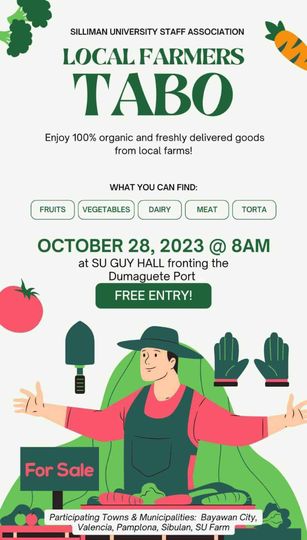 SILLIMAN UNIVERSITY STAFF ASSOCIATION
LOCAL FARMERS
TABO
Enjoy 100% organic and freshly delivered goods
from local farms!
WHAT YOU CAN FIND:
FRUITS VEGETABLES DAIRY MEAT TORTA
OCTOBER 28, 2023 @ 8AM
at SU GUY HALL fronting the
Dumaguete Port
FREE ENTRY!
For Sale
Participating Towns & Municipalities: Bayawan City,
Valencia, Pamplona, Sibulan, SU Farm